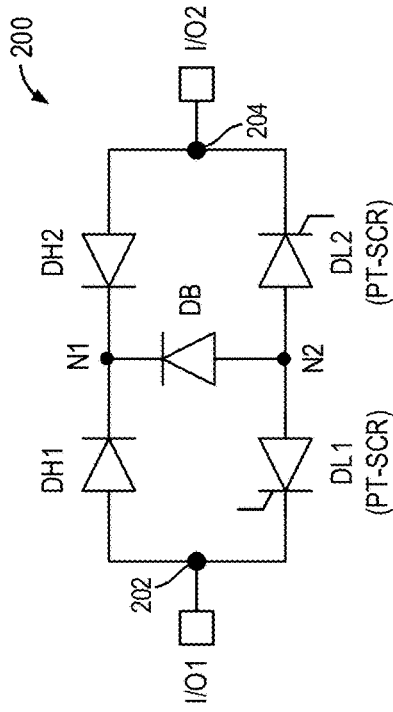 200
I/O1
202
DH1
N1
DH2
DB
N2
DL1
(PT-SCR)
DL2
(PT-SCR)
204
I/O2